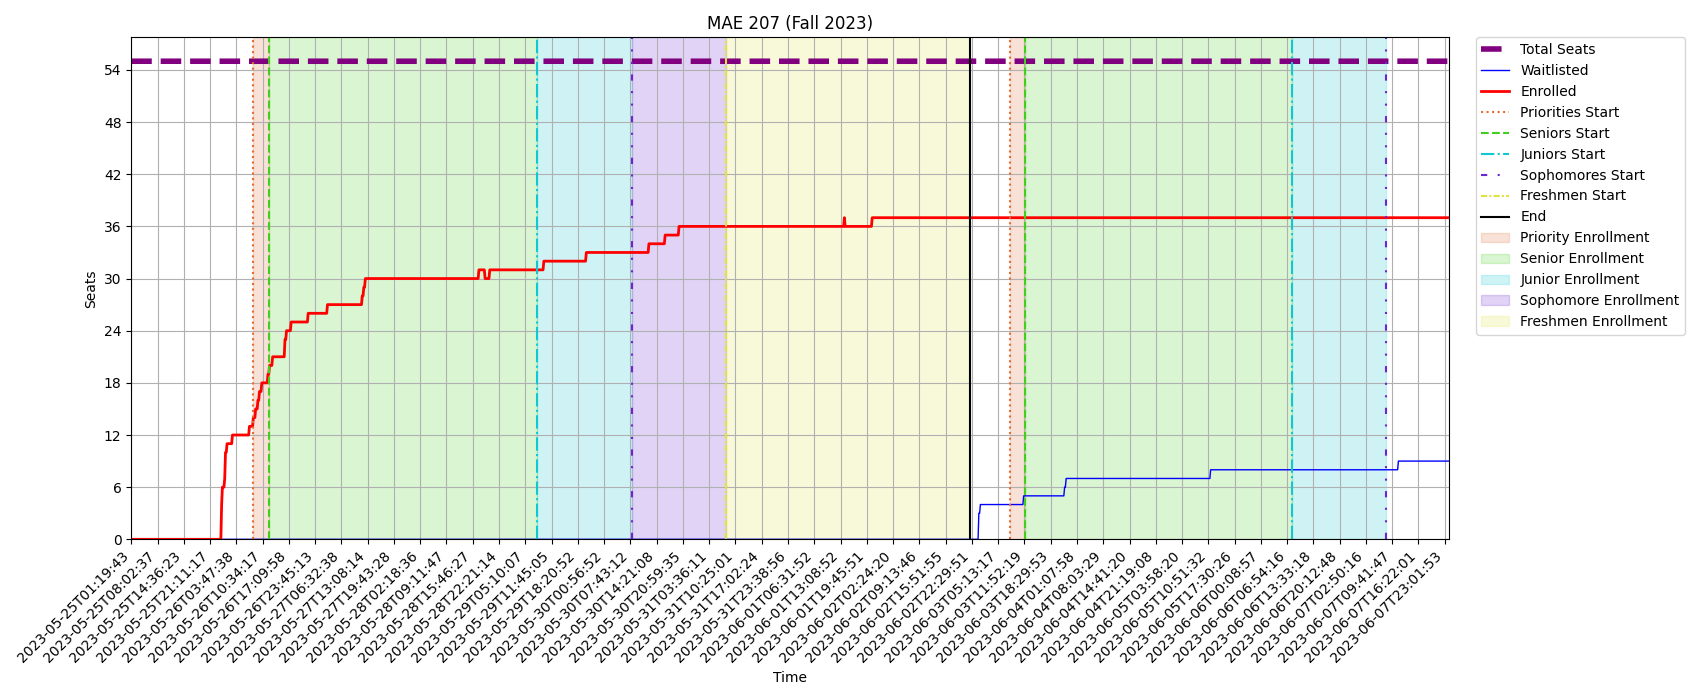 MAE 207 (Fall 2023)
Seats
54
48
42
36
30
24
18
12
6
0
2023-05-25T01:19:43
2023-05-25T08:02:37
2023-05-25T14:36:23
2023-05-25T21:11:17
2023-05-26T03:47:38
2023-05-26T10:34:17
2023-05-26T17:09:58
2023-05-26T23:45:13
2023-05-27T06:32:38
2023-05-27T13:08:14
2023-05-27T19:43:28
2023-05-28T02:18:36
2023-05-28T09:11:47
2023-05-28T15:46:27
2023-05-28T22:21:14
2023-05-29T05:10:07
2023-05-29T11:45:05
2023-05-29T18:20:52
2023-05-30T00:56:52
2023-05-30T07:43:12
2023-05-30T14:21:08
2023-05-30T20:59:35
2023-05-31T03:36:11
2023-05-31T10:25:01
2023-05-31T17:02:24
2023-05-31T23:38:56
2023-06-01T06:31:52
2023-06-01T13:08:52
2023-06-01T19:45:51
2023-06-02T02:24:20
2023-06-02T09:13:46
2023-06-02T15:51:55
2023-06-02T22:29:51
2023-06-03T05:13:17
2023-06-03T11:52:19
2023-06-03T18:29:53
2023-06-04T01:07:58
2023-06-04T08:03:29
2023-06-04T14:41:20
2023-06-04T21:19:08
2023-06-05T03:58:20
2023-06-05T10:51:32
2023-06-05T17:30:26
2023-06-06T00:08:57
2023-06-06T06:54:16
2023-06-06T13:33:18
2023-06-06T20:12:48
2023-06-07T02:50:16
2023-06-07T09:41:47
2023-06-07T16:22:01
2023-06-07T23:01:53
Time
Total Seats
Waitlisted
Enrolled
Priorities Start
Seniors Start
Juniors Start
Sophomores Start
Freshmen Start
End
Priority Enrollment
Senior Enrollment
Junior Enrollment
Sophomore Enrollment
Freshmen Enrollment